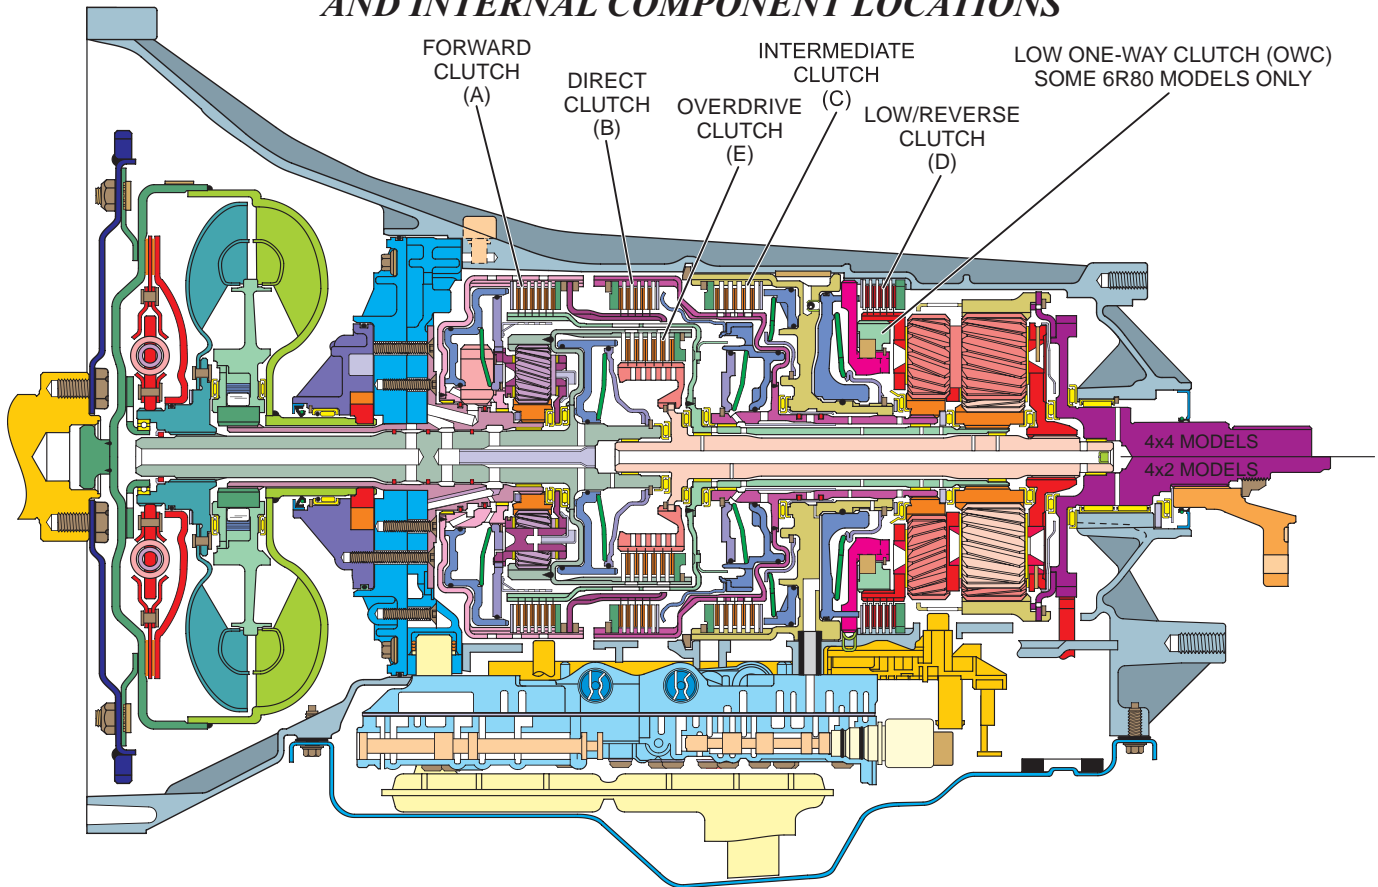 AND INTERNAL COMPONENT LOCATIONS
FORWARD
CLUTCH
(A)
DIRECT
CLUTCH
(B)
OVERDRIVE
CLUTCH
(E)
INTERMEDIATE
CLUTCH
(C)
LOW/REVERSE
CLUTCH
(D)
LOW ONE-WAY CLUTCH (OWC)
SOME 6R80 MODELS ONLY
4x4 MODELS
4x2 MODELS